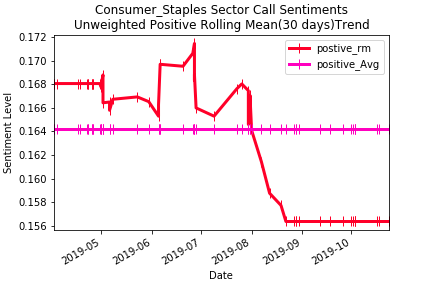 Consumer_Staples Sector Call Sentiments
Unweighted Positive Rolling Mean(30 days)Trend
postive_rm
positive_Avg
Sentiment Level
0.172
0.170
0.168
0.166
0.164
0.162
0.160
0.158
0.156
2019-05
2019-06
2019-07
2019-08
2019-09
2019-10
Date